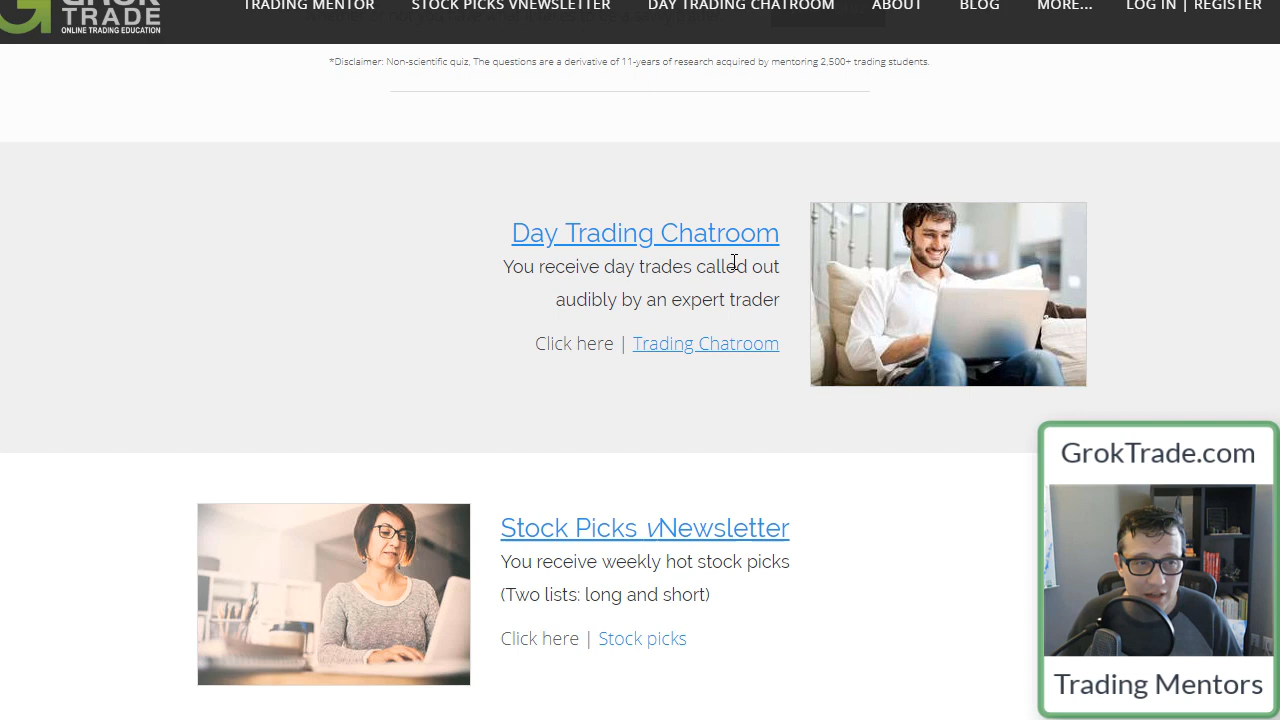 TRADE
ONLINE TRADING EDUCATION
TRADING MENTOR
STOCK PICKS VNEWSLETTER
DAY TRADING CHATROOM
ABOUT
BLOG
MORE...
LOG IN | REGISTER
*Disclaimer: Non-scientific quiz. The questions are a derivative of 11-years of research acquired by mentoring 2,500+ trading students.
Day Trading Chatroom
You receive day trades called out
audibly by an expert trader
Click here | Trading Chatroom
Stock Picks vNewsletter
You receive weekly hot stock picks
(Two lists: long and short)
Click here | Stock picks
GrokTrade.com
Trading Mentors